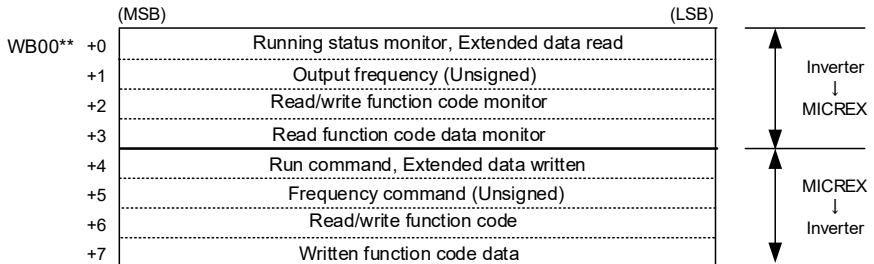 (MSB) (LSB)
WB00** +0 Running status monitor, Extended data read
+1 Output frequency (Unsigned)
+2 Read/write function code monitor
+3 Read function code data monitor
Inverter
↓
MICREX
+4 Run command, Extended data written
+5 Frequency command (Unsigned)
+6 Read/write function code
+7 Written function code data
MICREX
↓
Inverter